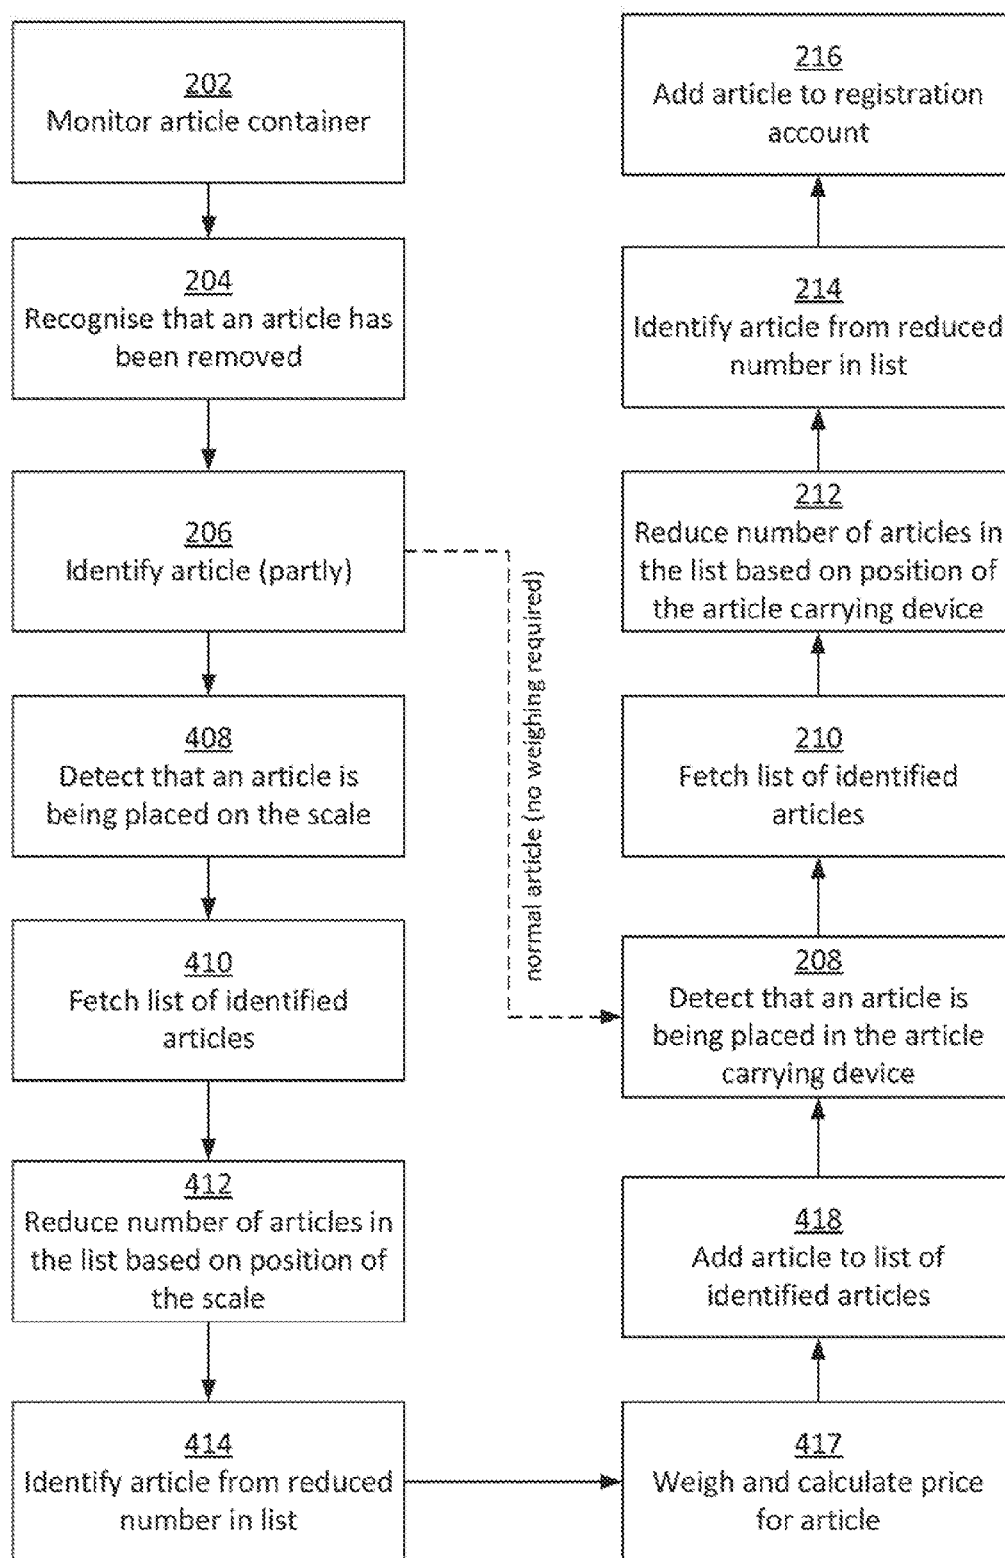 202
Monitor article container
204
Recognise that an article has
been removed
206
Identify article (partly)
408
Detect that an article is
being placed on the scale
410
Fetch list of identified
articles
412
Reduce number of articles in
the list based on position of
the scale
414
Identify article from reduced
number in list
normal article (no weighing required)
216
Add article to registration
account
214
Identify article from reduced
number in list
212
Reduce number of articles in
the list based on position of
the article carrying device
210
Fetch list of identified
articles
208
Detect that an article is
being placed in the article
carrying device
418
Add article to list of
identified articles
417
Weigh and calculate price
for article